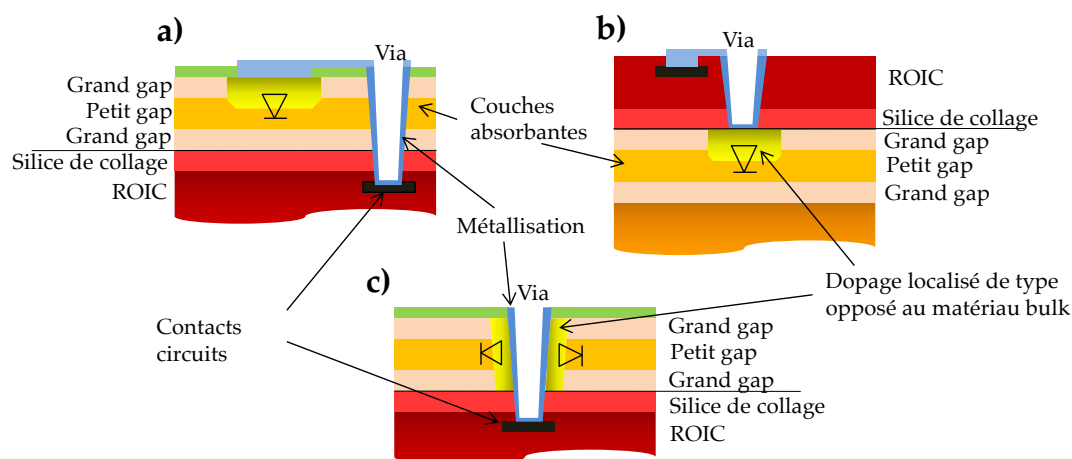 a)
Via
Grand gap
Petit gap
Grand gap
Silice de collage
ROIC
Couches
absorbantes
b)
Via
ROIC
Silice de collage
Grand gap
Petit gap
Grand gap
Métallisation
Contacts
circuits
Dopage localisé de type
opposé au matériau bulk
c)
Via
Grand gap
Petit gap
Grand gap
Silice de collage
ROIC